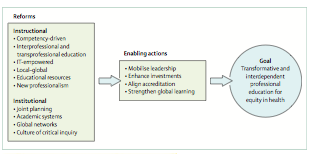 Reforms
Instructional
• Competency-driven
• Interprofessional and
transprofessional education
• IT-empowered
• Local-global
• Educational resources
• New professionalism
Institutional
• Joint planning
• Academic systems
• Global networks
• Culture of critical inquiry
Enabling actions
• Mobilise leadership
• Enhance investments
• Align accreditation
• Strengthen global learning
Goal
Transformative and
interdependent
professional
education for
equity in health